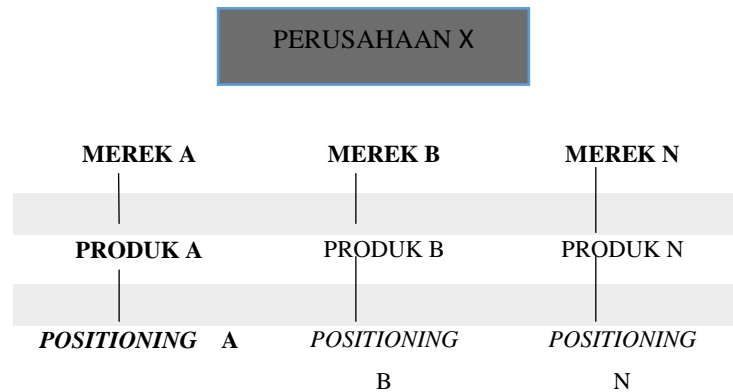 PERUSAHAAN X
MEREK A MEREK B MEREK N
PRODUK A PRODUK B PRODUK N
POSITIONING A POSITIONING POSITIONING
B N